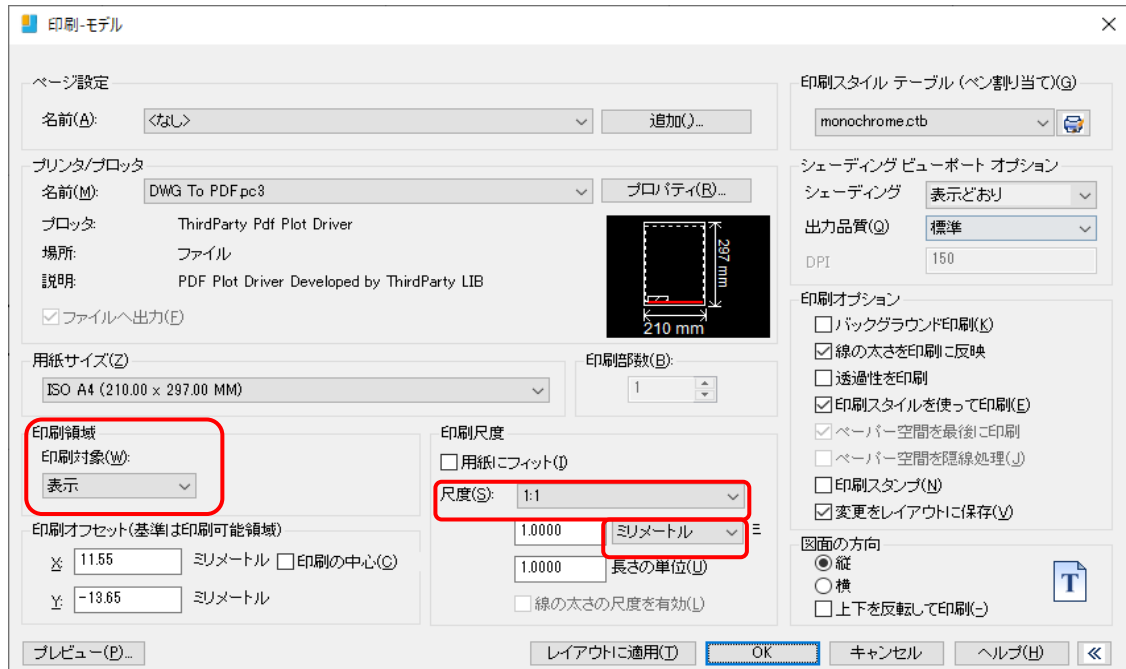 印刷-モデル
ページ設定
名前(A):
<なし>
追加()...
プリンタ/プロッタ
名前(M):
DWG To PDF.pc3
プロパティ(R)...
プロッタ:
ThirdParty Pdf Plot Driver
場所:
ファイル
説明:
PDF Plot Driver Developed by ThirdParty LIB
ファイルへ出力(F)
297 mm
210 mm
用紙サイズ(Z)
ISO A4 (210.00 x 297.00 MM)
印刷部数(B):
1
印刷領域
印刷対象(W):
表示
印刷オフセット(基準は印刷可能領域)
X:
11.55
ミリメートル
印刷の中心(C)
Y:
-13.65
ミリメートル
印刷尺度
用紙にフィット(I)
尺度(S):
1:1
1.0000
ミリメートル
=
1.0000
長さの単位(U)
線の太さの尺度を有効(L)
印刷スタイル テーブル (ペン割り当て)(G)
monochrome.ctb
シェーディング ビューポート オプション
シェーディング
表示どおり
出力品質(Q)
標準
DPI
150
印刷オプション
バックグラウンド印刷(K)
線の太さを印刷に反映
透過性を印刷
印刷スタイルを使って印刷(E)
ペーパー空間を最後に印刷
ペーパー空間を隠線処理(J)
印刷スタンプ(N)
変更をレイアウトに保存(V)
図面の方向
縦
横
上下を反転して印刷(-)
T
プレビュー(P)...
レイアウトに適用(T)
OK
キャンセル
ヘルプ(H)